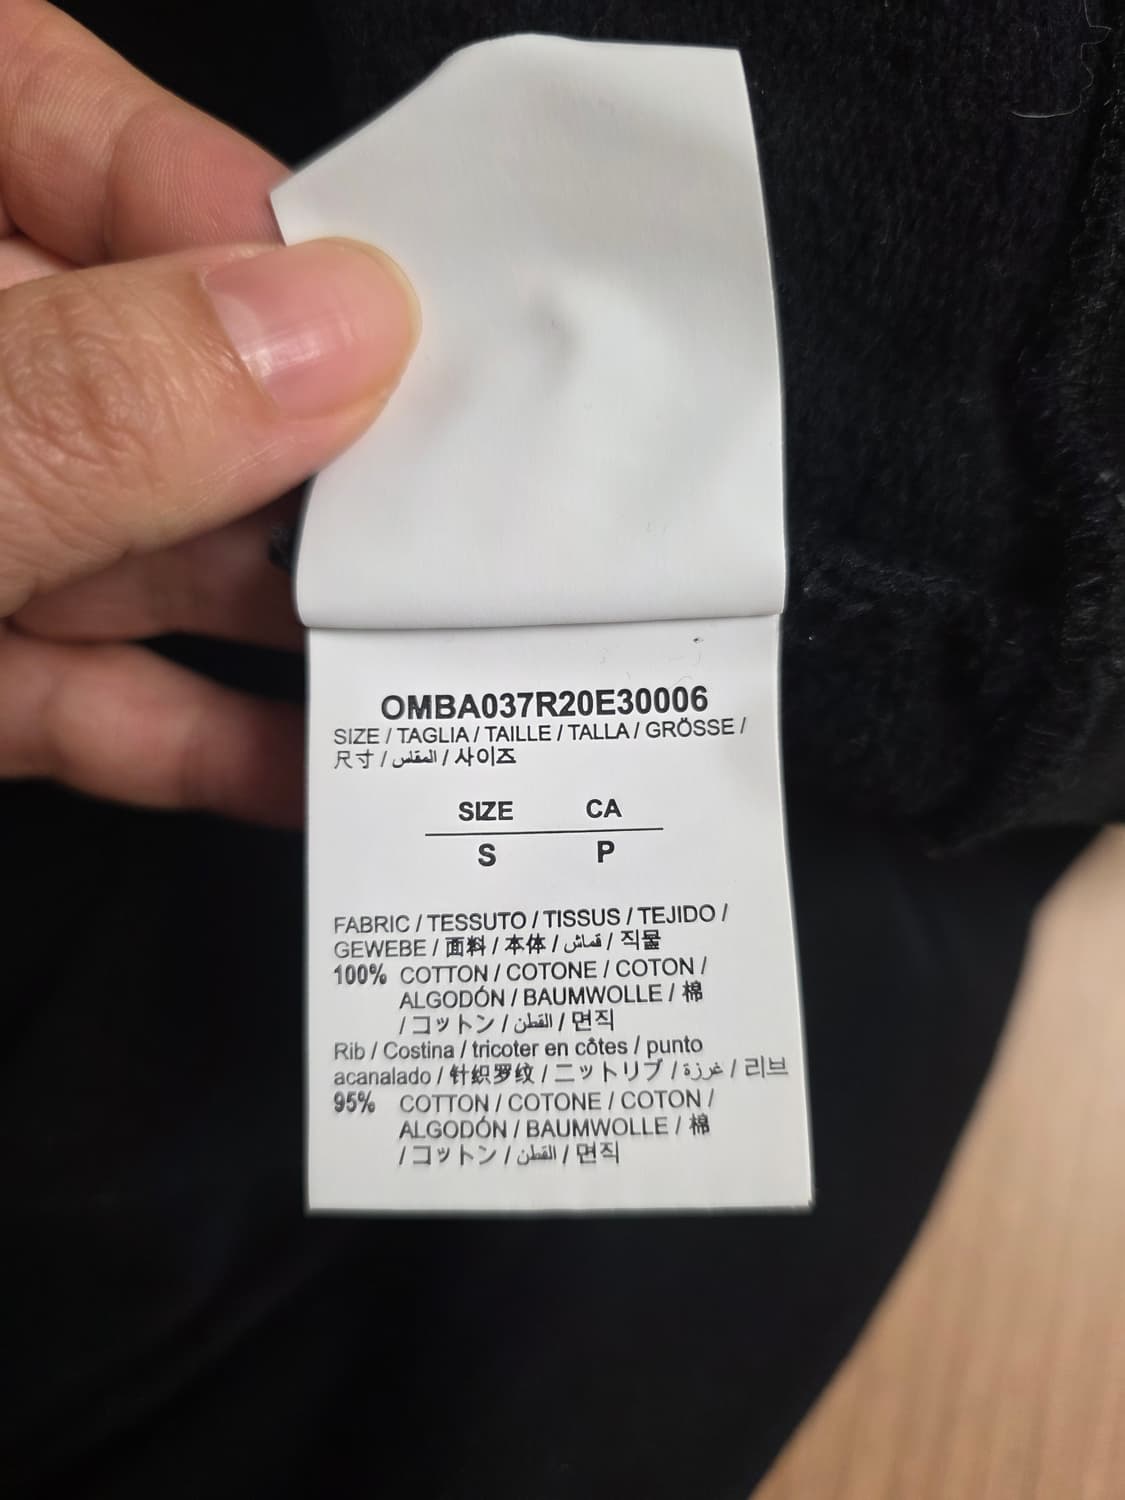 OMBA037R20E30006
SIZE / TAGLIA / TAILLE / TALLA / GRÖSSE /
尺寸 / المقاس / 사이즈
SIZE CA
S P
FABRIC / TESSUTO / TISSUS / TEJIDO /
GEWEBE / 面料 / 本体 / قماش / 직물
100% COTTON / COTONE / COTON /
ALGODÓN / BAUMWOLLE / 棉
/ コットン / القطن / 면직
Rib / Costina / tricoter en côtes / punto
acanalado / 针织罗纹 / ニットリブ / غرزة / 리브
95% COTTON / COTONE / COTON /
ALGODÓN / BAUMWOLLE / 棉
/ コットン / القطن / 면직